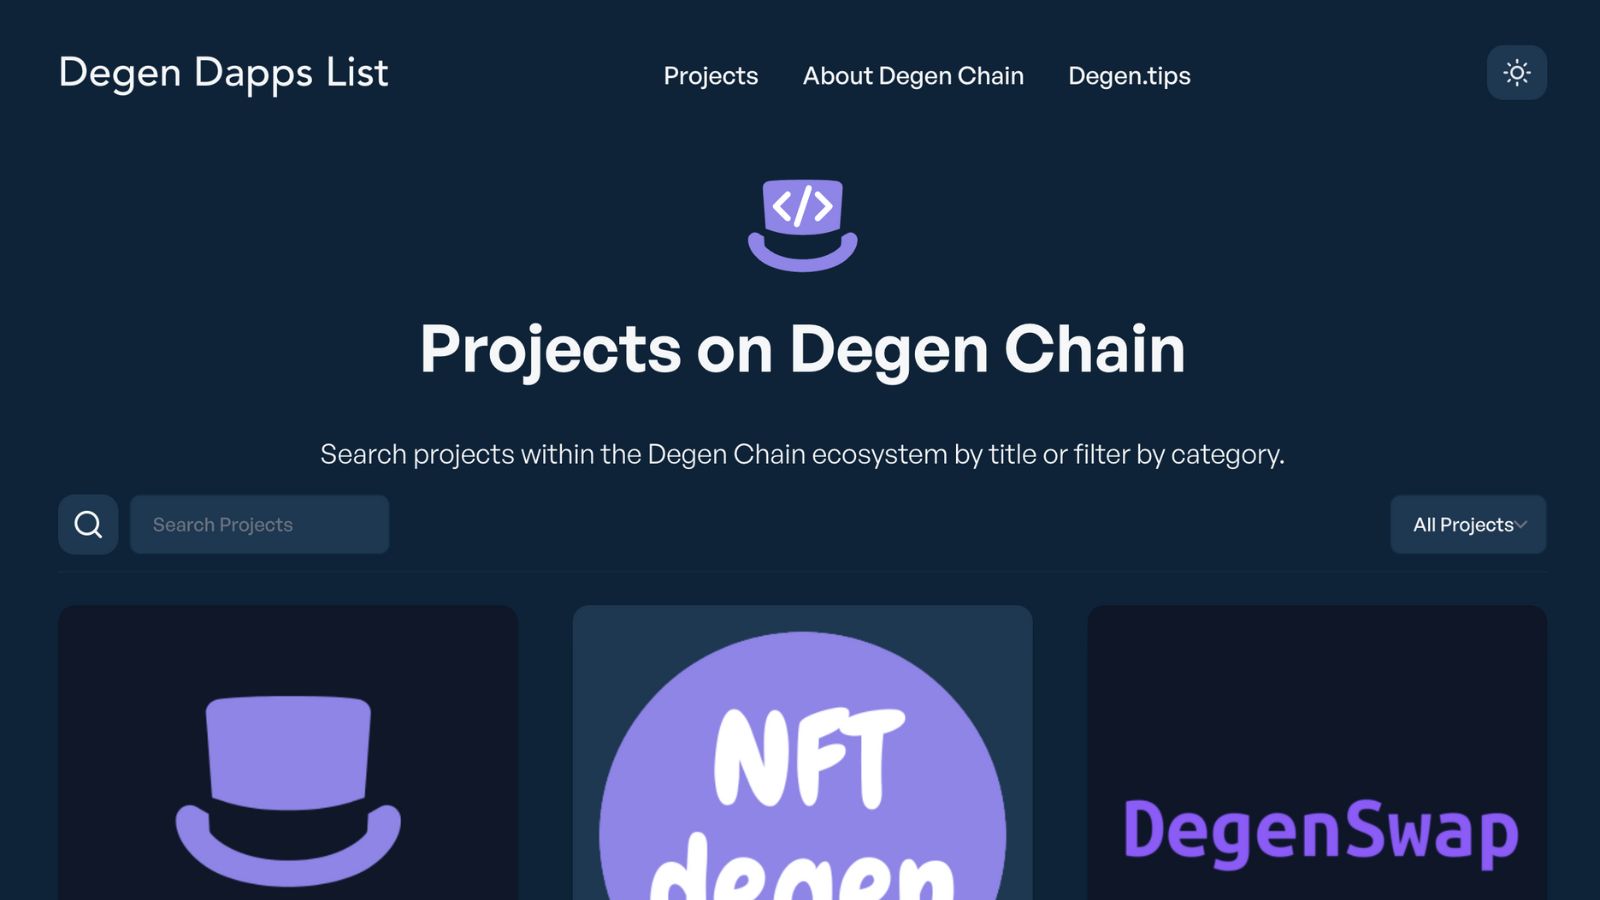 Degen Dapps List
Projects
About Degen Chain
Degen.tips
</>
Projects on Degen Chain
Search projects within the Degen Chain ecosystem by title or filter by category.
Search Projects
All Projects
NFT
degen
DegenSwap